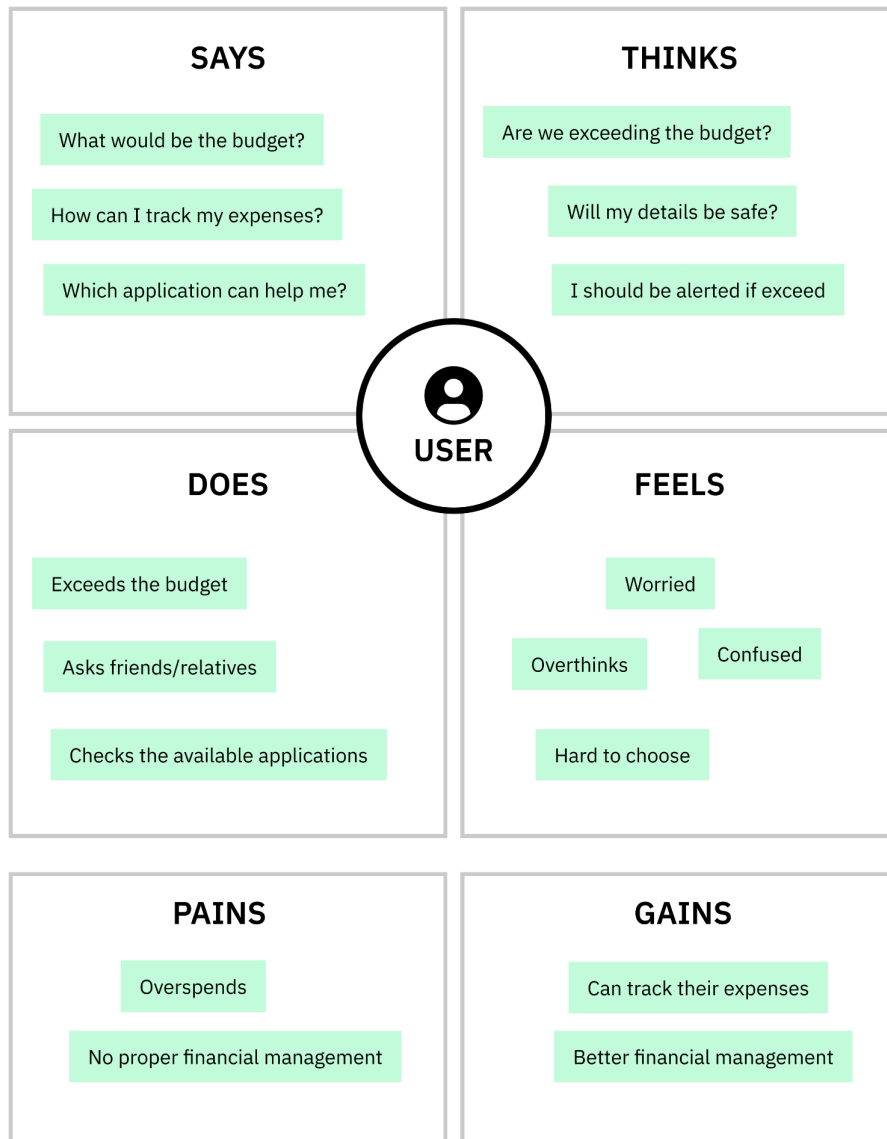 SAYS
What would be the budget?
How can I track my expenses?
Which application can help me?
THINKS
Are we exceeding the budget?
Will my details be safe?
I should be alerted if exceed
USER
DOES
Exceeds the budget
Asks friends/relatives
Checks the available applications
FEELS
Worried
Overthinks
Confused
Hard to choose
PAINS
Overspends
No proper financial management
GAINS
Can track their expenses
Better financial management